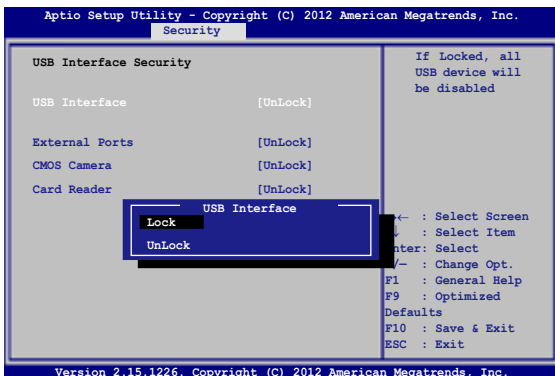 Aptio Setup Utility - Copyright (C) 2012 American Megatrends, Inc.
Security
USB Interface Security
USB Interface [UnLock]
External Ports [UnLock]
CMOS Camera [UnLock]
Card Reader [UnLock]
If Locked, all
USB device will
be disabled
USB Interface
Lock
UnLock
← : Select Screen
↓ : Select Item
nter: Select
/— : Change Opt.
F1 : General Help
F9 : Optimized
Defaults
F10 : Save & Exit
ESC : Exit
Version 2.15.1226. Copyright (C) 2012 American Megatrends, Inc.